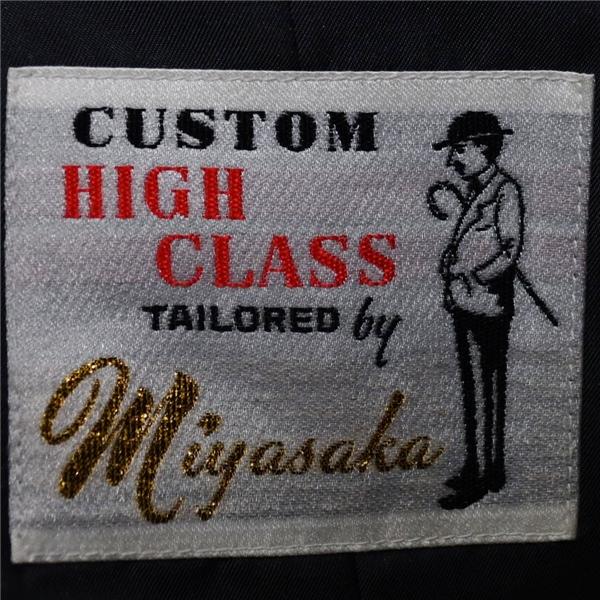 CUSTOM
HIGH
CLASS
TAILORED by
Miyasaka